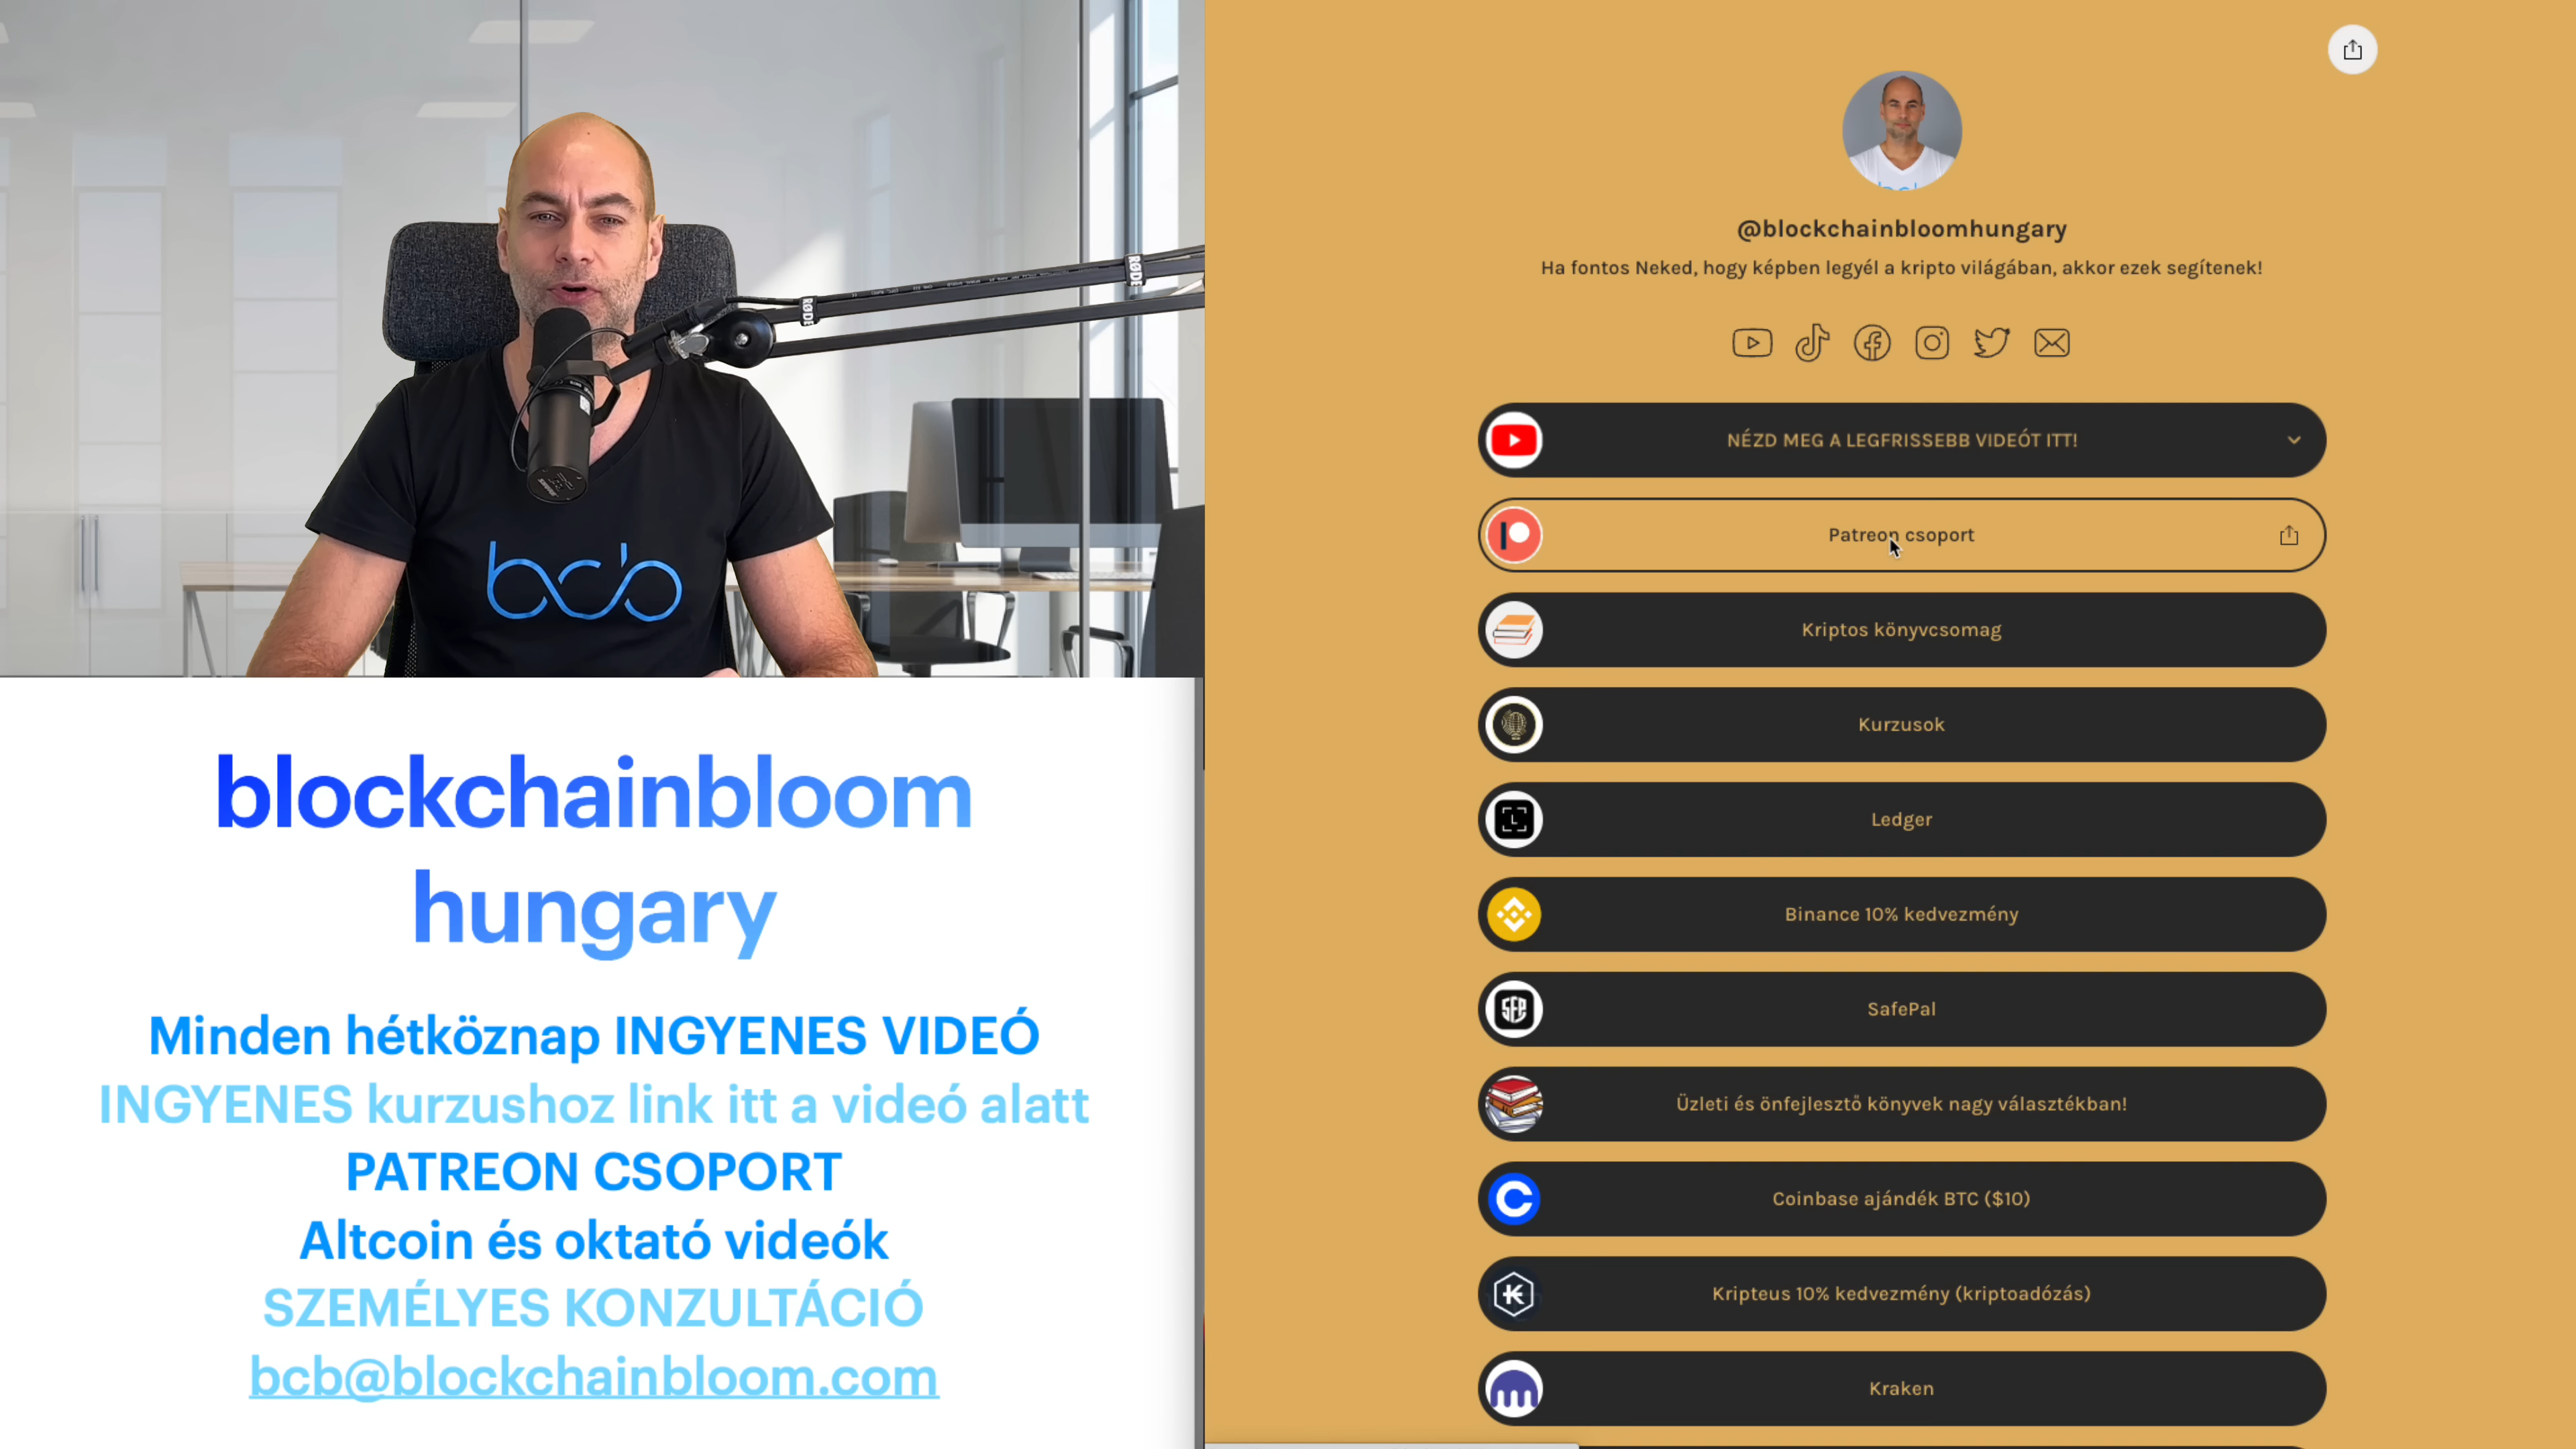 RØDE
RØDE
bcb
blockchainbloom
hungary
Minden hétköznap INGYENES VIDEÓ
INGYENES kurzushoz link itt a videó alatt
PATREON CSOPORT
Altcoin és oktató videók
SZEMÉLYES KONZULTÁCIÓ
bcb@blockchainbloom.com
@blockchainbloomhungary
Ha fontos Neked, hogy képben legyél a kripto világában, akkor ezek segítenek!
NÉZD MEG A LEGFRISSEBB VIDEÓT ITT!
Patreon csoport
Kriptos könyvcsomag
Kurzusok
Ledger
Binance 10% kedvezmény
SafePal
Üzleti és önfejlesztő könyvek nagy választékban!
Coinbase ajándék BTC ($10)
Kripteus 10% kedvezmény (kriptoadózás)
Kraken